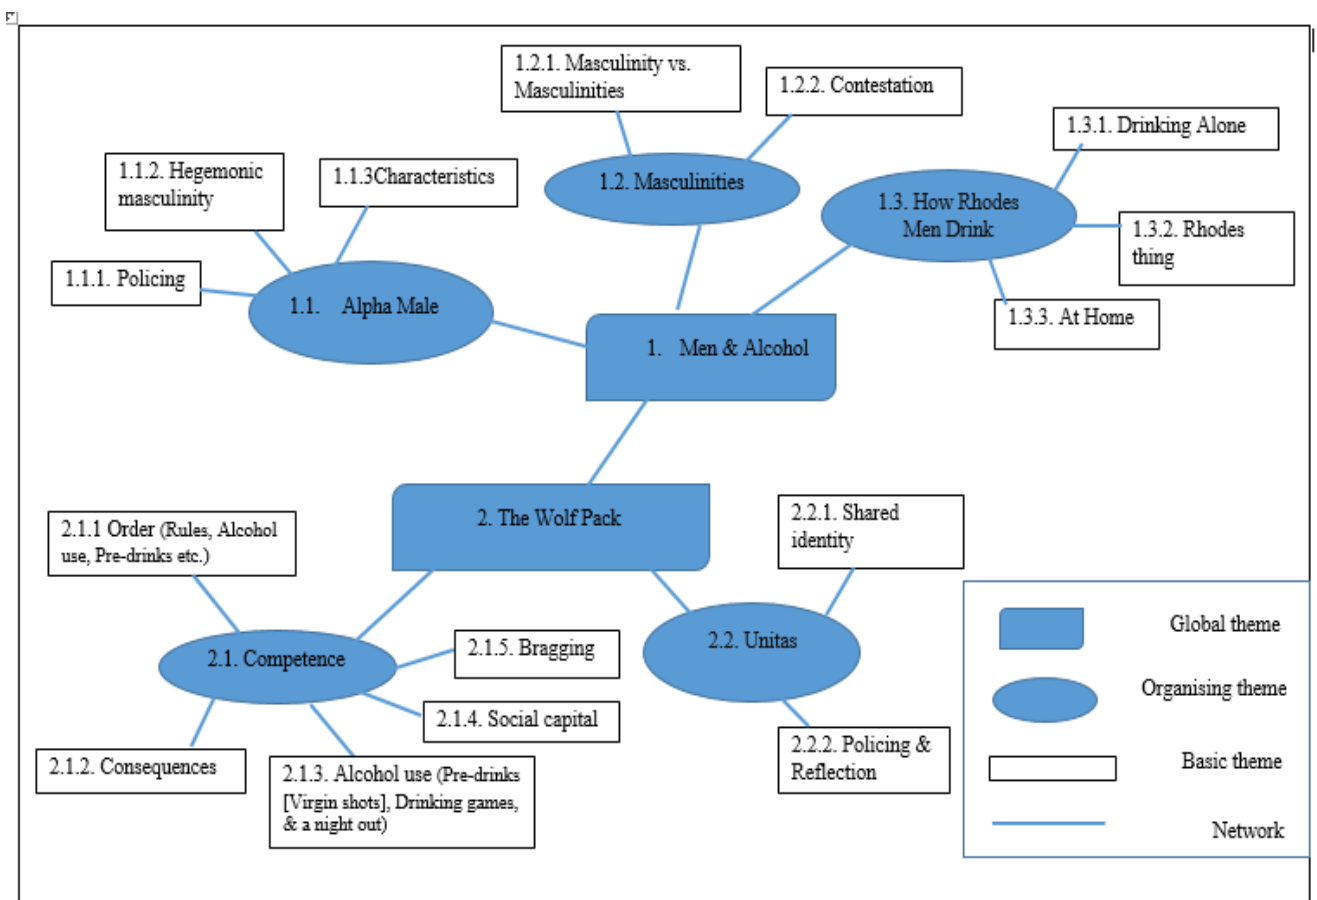 1.2.1. Masculinity vs.
Masculinities
1.2.2. Contestation
1.3.1. Drinking Alone
1.1.2. Hegemonic
masculinity
1.1.3Characteristics
1.2. Masculinities
1.3. How Rhodes
Men Drink
1.3.2. Rhodes
thing
1.1.1. Policing
1.1. Alpha Male
1.3.3. At Home
1. Men & Alcohol
2. The Wolf Pack
2.1.1 Order (Rules, Alcohol
use, Pre-drinks etc.)
2.2.1. Shared
identity
2.1. Competence
2.1.5. Bragging
2.2. Unitas
2.1.4. Social capital
2.1.2. Consequences
2.1.3. Alcohol use (Pre-drinks
[Virgin shots], Drinking games,
& a night out)
2.2.2. Policing &
Reflection
Global theme
Organising theme
Basic theme
Network